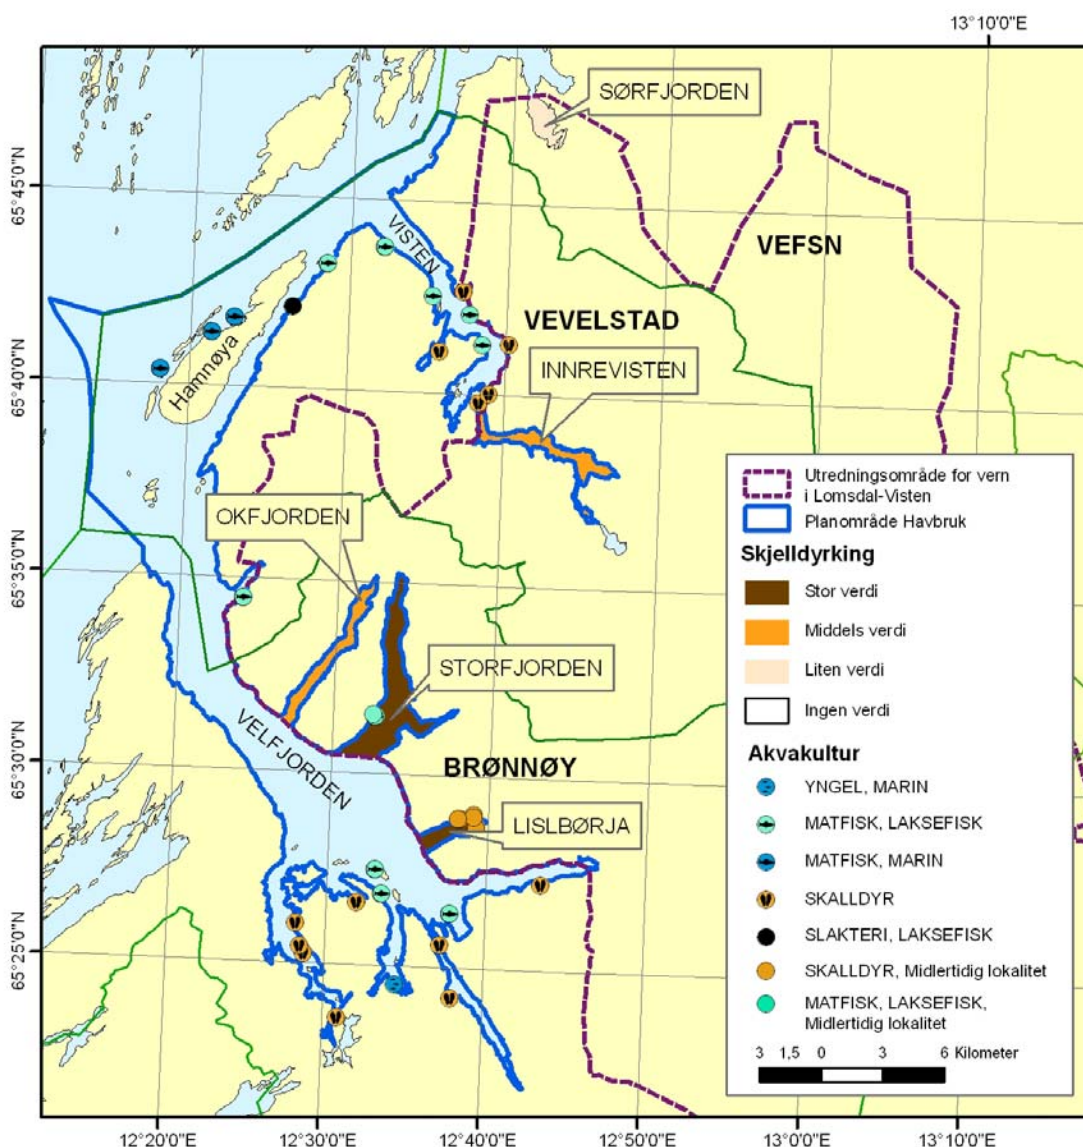 13°10'0"E
SØRFJORDEN
65°45'0"N
VISTEN
VEFSN
VEVELSTAD
INNREVISTEN
Hamnøya
65°40'0"N
OKFJORDEN
65°35'0"N
STORFJORDEN
VELFJORDEN
65°30'0"N
BRØNNØY
LISLBØRJA
65°25'0"N
Utredningsområde for vern
i Lomsdal-Visten
Planområde Havbruk
Skjelldyrking
Stor verdi
Middels verdi
Liten verdi
Ingen verdi
Akvakultur
YNGEL, MARIN
MATFISK, LAKSEFISK
MATFISK, MARIN
SKALLDYR
SLAKTERI, LAKSEFISK
SKALLDYR, Midlertidig lokalitet
MATFISK, LAKSEFISK,
Midlertidig lokalitet
3 1,5 0 3 6 Kilometer
12°20'0"E 12°30'0"E 12°40'0"E 12°50'0"E 13°0'0"E 13°10'0"E